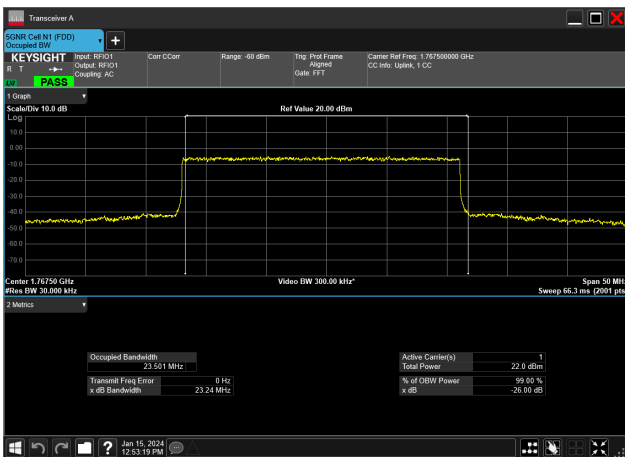 Transceiver A
5GNR Cell N1 (FDD)
Occupied BW
KEYSIGHT
R T
LV
PASS
Input: RFIO1
Output: RFIO1
Coupling: AC
Corr CCorr
Range: -60 dBm
Trig: Prot Frame
Aligned
Gate: FFT
Carrier Ref Freq: 1.767500000 GHz
CC Info: Uplink, 1 CC
1 Graph
Scale/Div 10.0 dB
Ref Value 20.00 dBm
Log
10.0
0.00
-10.0
-20.0
-30.0
-40.0
-50.0
-60.0
-70.0
Center 1.76750 GHz
Video BW 300.00 kHz*
Span 50 MHz
#Res BW 30.000 kHz
Sweep 66.3 ms (2001 pts
2 Metrics
Occupied Bandwidth
23.501 MHz
Active Carrier(s) 1
Total Power 22.0 dBm
Transmit Freq Error 0 Hz
x dB Bandwidth 23.24 MHz
% of OBW Power 99.00 %
x dB -26.00 dB
Jan 15, 2024
12:53:19 PM